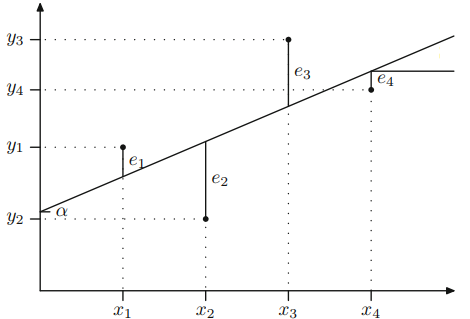 y₃
e₃
y₄
e₄
y₁
e₁
e₂
α
y₂
x₁ x₂ x₃ x₄